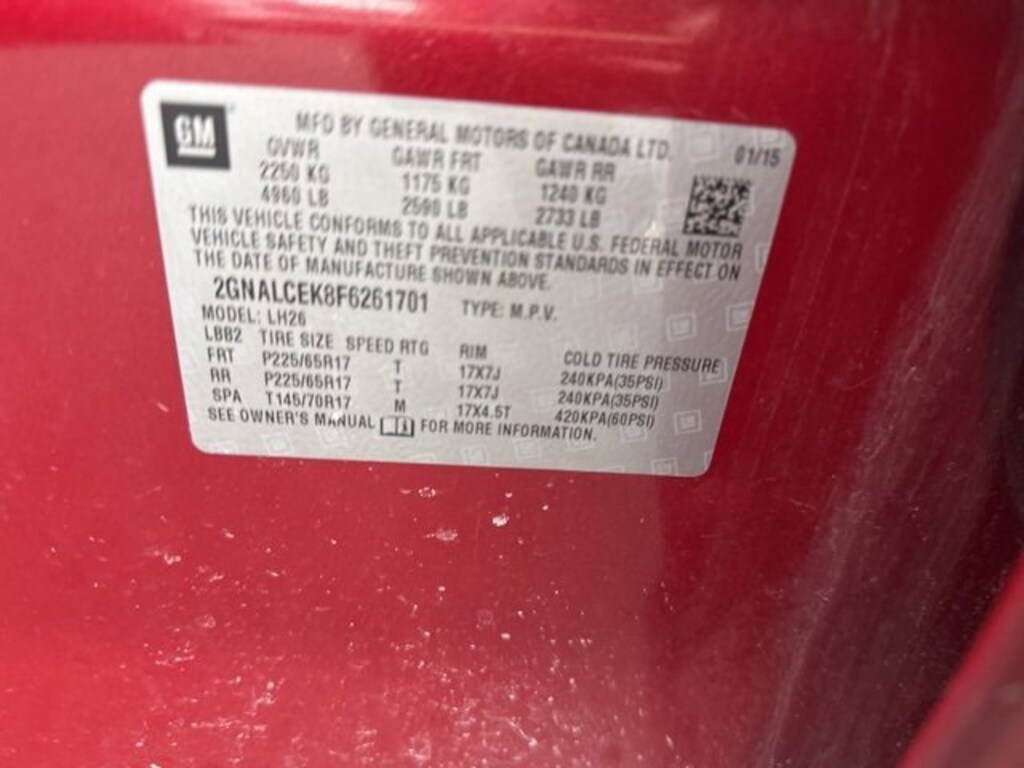 GM MFD BY GENERAL MOTORS OF CANADA LTD. 01/15
GVWR GAWR FRT GAWR RR
2250 KG 1175 KG 1240 KG
4960 LB 2590 LB 2733 LB
THIS VEHICLE CONFORMS TO ALL APPLICABLE U.S. FEDERAL MOTOR
VEHICLE SAFETY AND THEFT PREVENTION STANDARDS IN EFFECT ON
THE DATE OF MANUFACTURE SHOWN ABOVE.
2GNALCEK8F6261701 TYPE: M.P.V.
MODEL: LH26
LBB2 TIRE SIZE SPEED RTG RIM COLD TIRE PRESSURE
FRT P225/65R17 T 17X7J 240KPA(35PSI)
RR P225/65R17 T 17X7J 240KPA(35PSI)
SPA T145/70R17 M 17X4.5T 420KPA(60PSI)
SEE OWNER'S MANUAL FOR MORE INFORMATION.